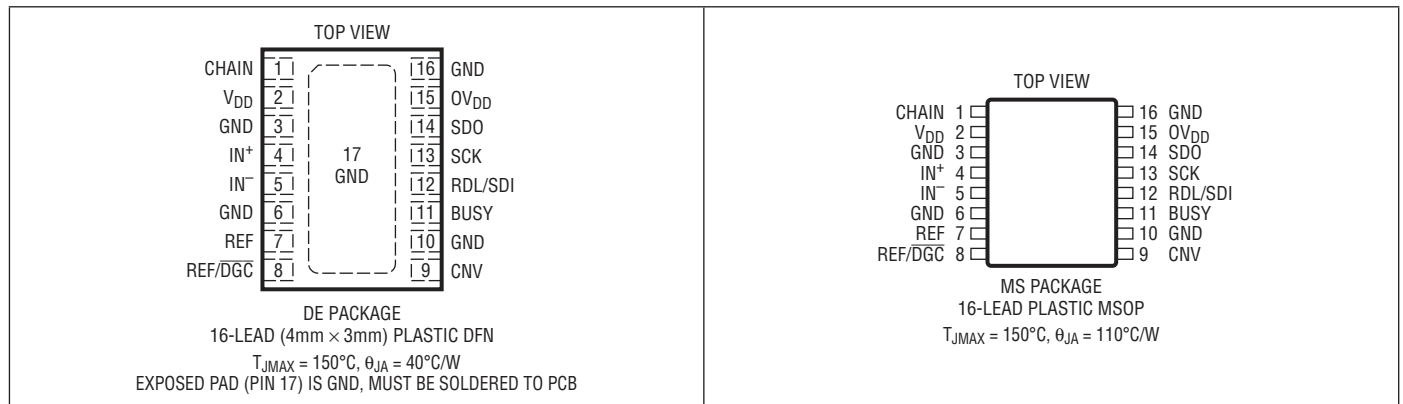 TOP VIEW
CHAIN 1 16 GND
VDD 2 15 OVDD
GND 3 14 SDO
IN+ 4 13 SCK
IN− 5 12 RDL/SDI
GND 6 11 BUSY
REF 7 10 GND
REF/DGC 8 9 CNV
17
GND
DE PACKAGE
16-LEAD (4mm × 3mm) PLASTIC DFN
TJMAX = 150°C, θJA = 40°C/W
EXPOSED PAD (PIN 17) IS GND, MUST BE SOLDERED TO PCB
TOP VIEW
CHAIN 1 16 GND
VDD 2 15 OVDD
GND 3 14 SDO
IN+ 4 13 SCK
IN− 5 12 RDL/SDI
GND 6 11 BUSY
REF 7 10 GND
REF/DGC 8 9 CNV
MS PACKAGE
16-LEAD PLASTIC MSOP
TJMAX = 150°C, θJA = 110°C/W